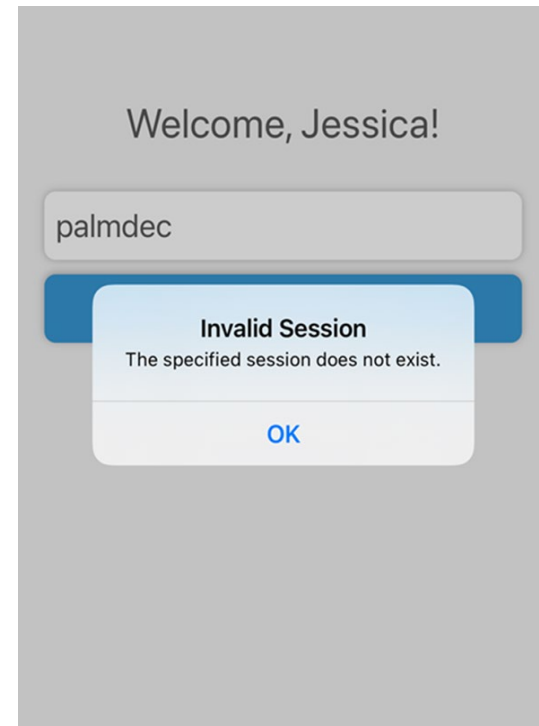 Welcome, Jessica!
palmdec
Invalid Session
The specified session does not exist.
OK